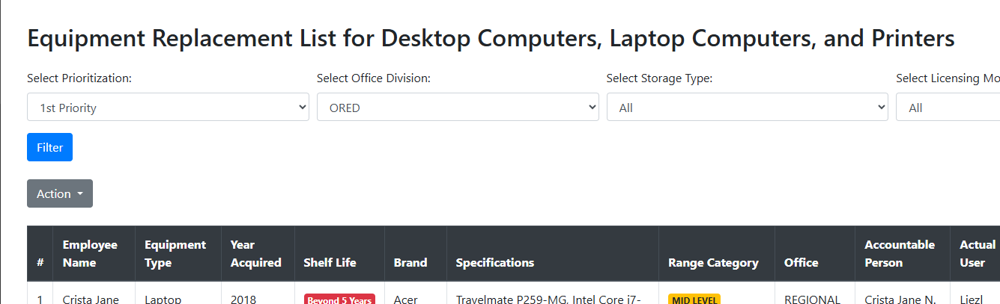 Equipment Replacement List for Desktop Computers, Laptop Computers, and Printers
Select Prioritization: Select Office Division: Select Storage Type: Select Licensing Mo
1st Priority ORED All All
Filter
Action
# Employee Name Equipment Type Year Acquired Shelf Life Brand Specifications Range Category Office Accountable Person Actual User
1 Crista Jane Laptop 2018 Beyond 5 Years Acer Travelmate P259-MG, Intel Core i7- MID LEVEL REGIONAL Crista Jane N. Liezl